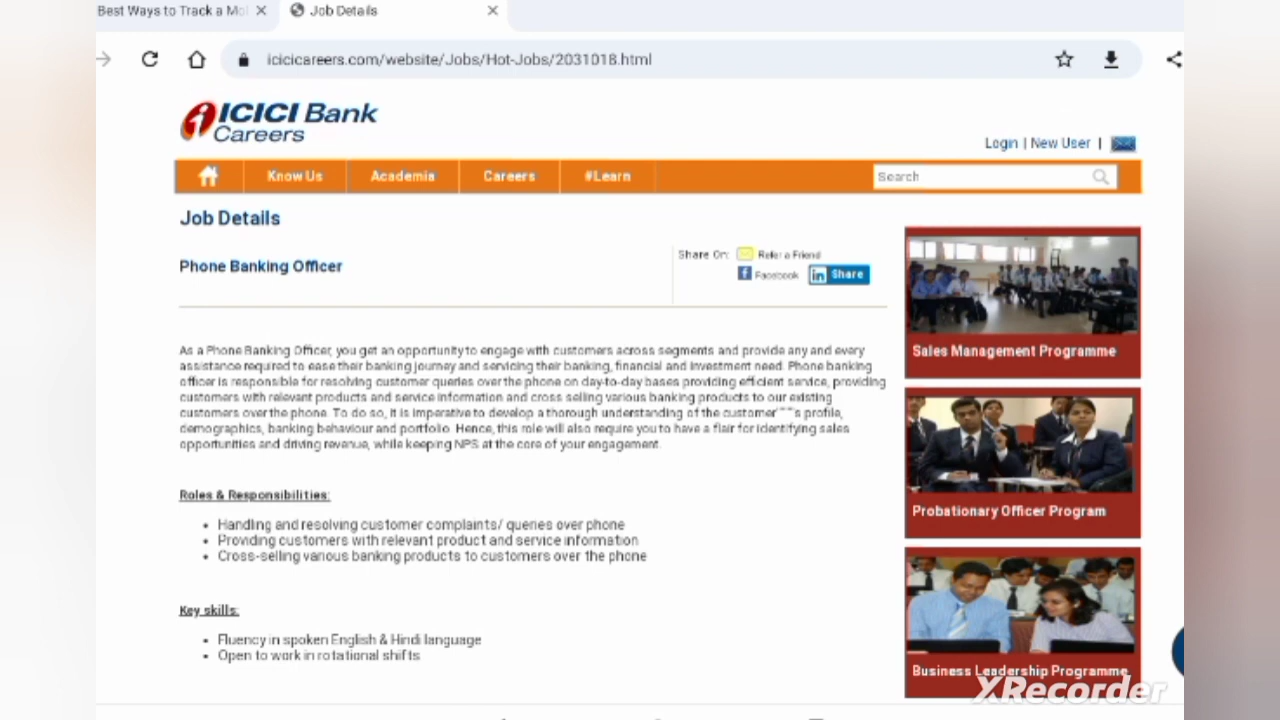 Best Ways to Track a Mo
Job Details
icicicareers.com/website/Jobs/Hot-Jobs/2031018.html
ICICI Bank
Careers
Login | New User |
Know Us
Academia
Careers
#Learn
Search
Job Details
Phone Banking Officer
Share On:
Refer a Friend
Facebook
in Share
As a Phone Banking Officer, you get an opportunity to engage with customers across segments and provide any and every
assistance required to ease their banking journey and servicing their banking, financial and investment need. Phone banking
officer is responsible for resolving customer queries over the phone on day-to-day bases providing efficient service, providing
customers with relevant products and service information and cross selling various banking products to our existing
customers over the phone. To do so, it is imperative to develop a thorough understanding of the customer`""s profile,
demographics, banking behaviour and portfolio. Hence, this role will also require you to have a flair for identifying sales
opportunities and driving revenue, while keeping NPS at the core of your engagement.
Roles & Responsibilities:
• Handling and resolving customer complaints/ queries over phone
• Providing customers with relevant product and service information
• Cross-selling various banking products to customers over the phone
Key skills:
• Fluency in spoken English & Hindi language
• Open to work in rotational shifts
Sales Management Programme
Probationary Officer Program
Business Leadership Programme
XRecorder